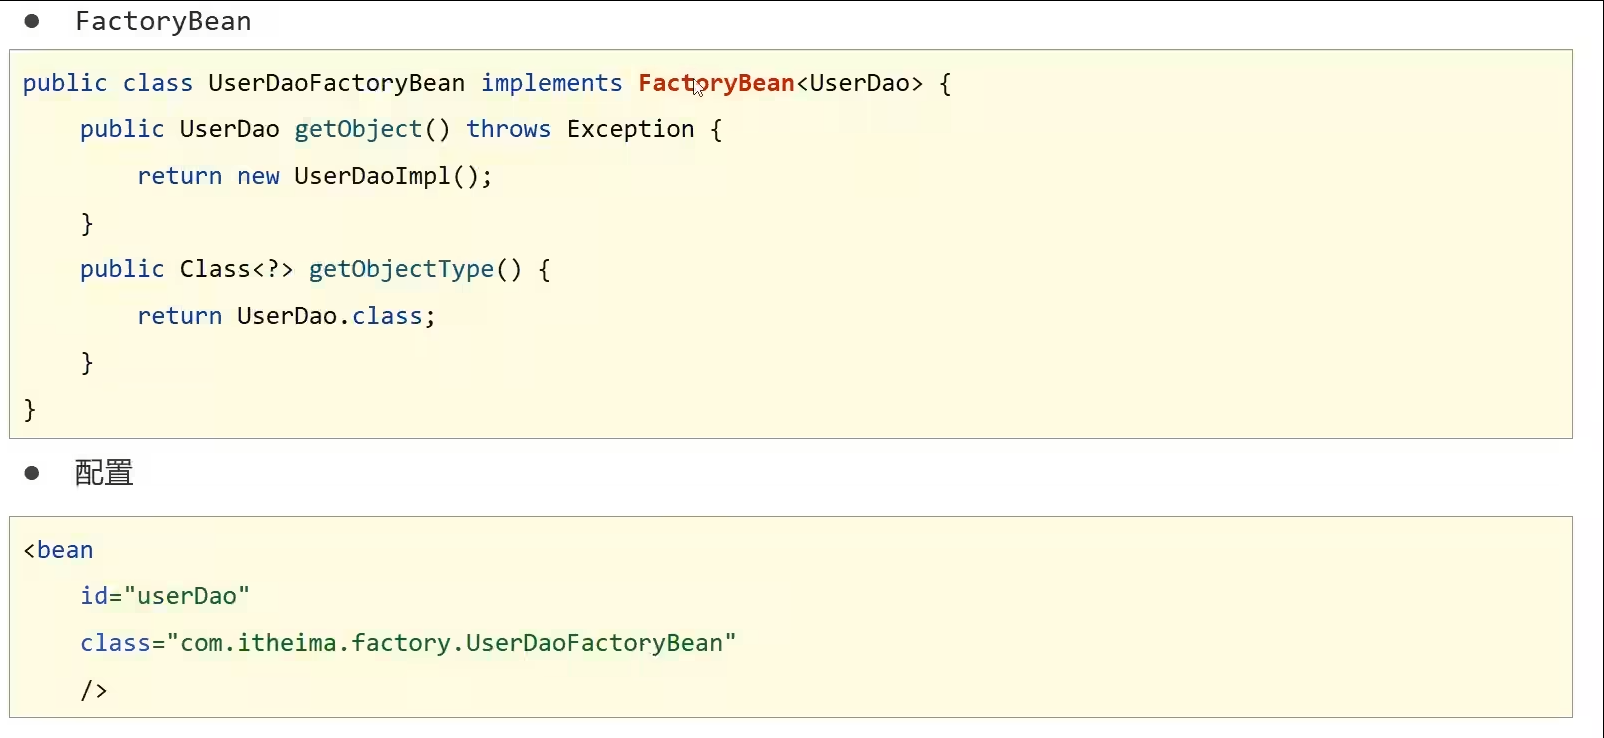 ● FactoryBean
public class UserDaoFactoryBean implements FactoryBean<UserDao> {
    public UserDao getObject() throws Exception {
        return new UserDaoImpl();
    }
    public Class<?> getObjectType() {
        return UserDao.class;
    }
}
● 配置
<bean
    id="userDao"
    class="com.itheima.factory.UserDaoFactoryBean"
    />